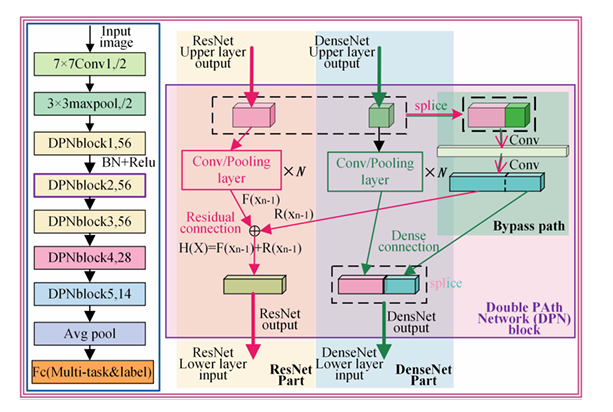 Input
image
7×7Conv1,/2
3×3maxpool,/2
DPNblock1,56
BN+Relu
DPNblock2,56
DPNblock3,56
DPNblock4,28
DPNblock5,14
Avg pool
Fc(Multi-task&label)
ResNet
Upper layer
output
DenseNet
Upper layer
output
splice
Conv
Conv
Bypass path
Conv/Pooling
layer
×N
Conv/Pooling
layer
×N
F(xn-1)
R(xn-1)
Residual
connection
H(X)=F(xn-1)+R(xn-1)
Dense
connection
splice
ResNet
output
DensNet
output
Double PAth
Network (DPN)
block
ResNet
Lower layer
input
ResNet
Part
DenseNet
Lower layer
input
DenseNet
Part